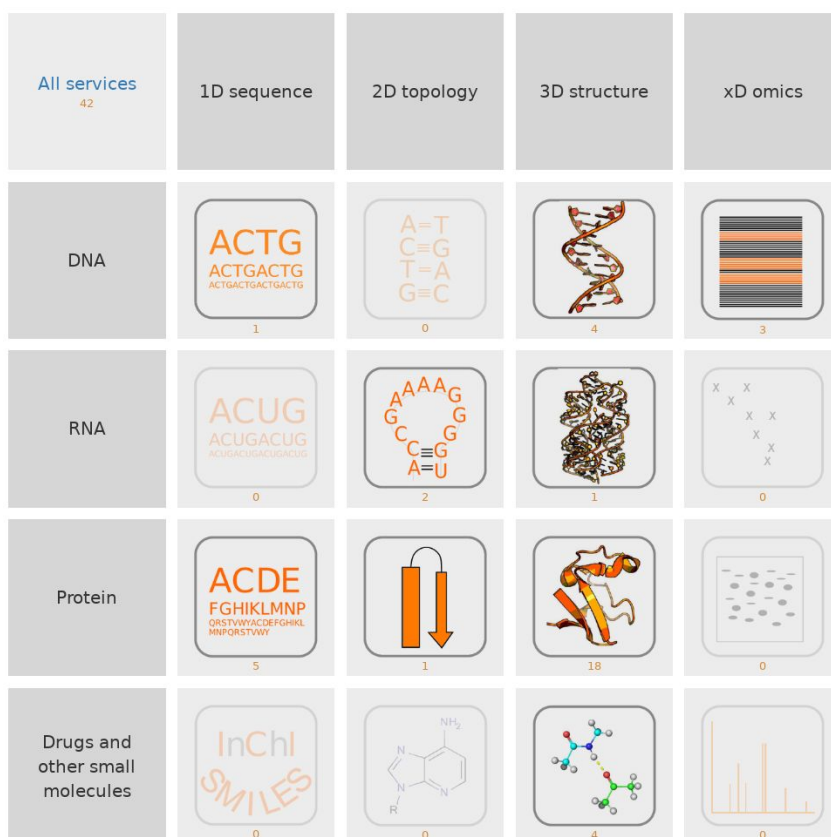 All services
42
1D sequence
2D topology
3D structure
xD omics
DNA
ACTG
ACTGACTG
ACTGACTGACTGACTG
1
A=T
C≡G
T=A
G≡C
0
4
3
RNA
ACUG
ACUGACUG
ACUGACUGACUGACUG
0
ACCGAAAAGGGGU
2
1
X
X
X X
X
X
X
0
Protein
ACDE
FGHIKLMNP
QRSTVWYACDEFGHIKL
MNPQRSTVWY
5
1
18
0
Drugs and
other small
molecules
InChI
SMILES
0
NH₂
N
N
N
R
0
4
0